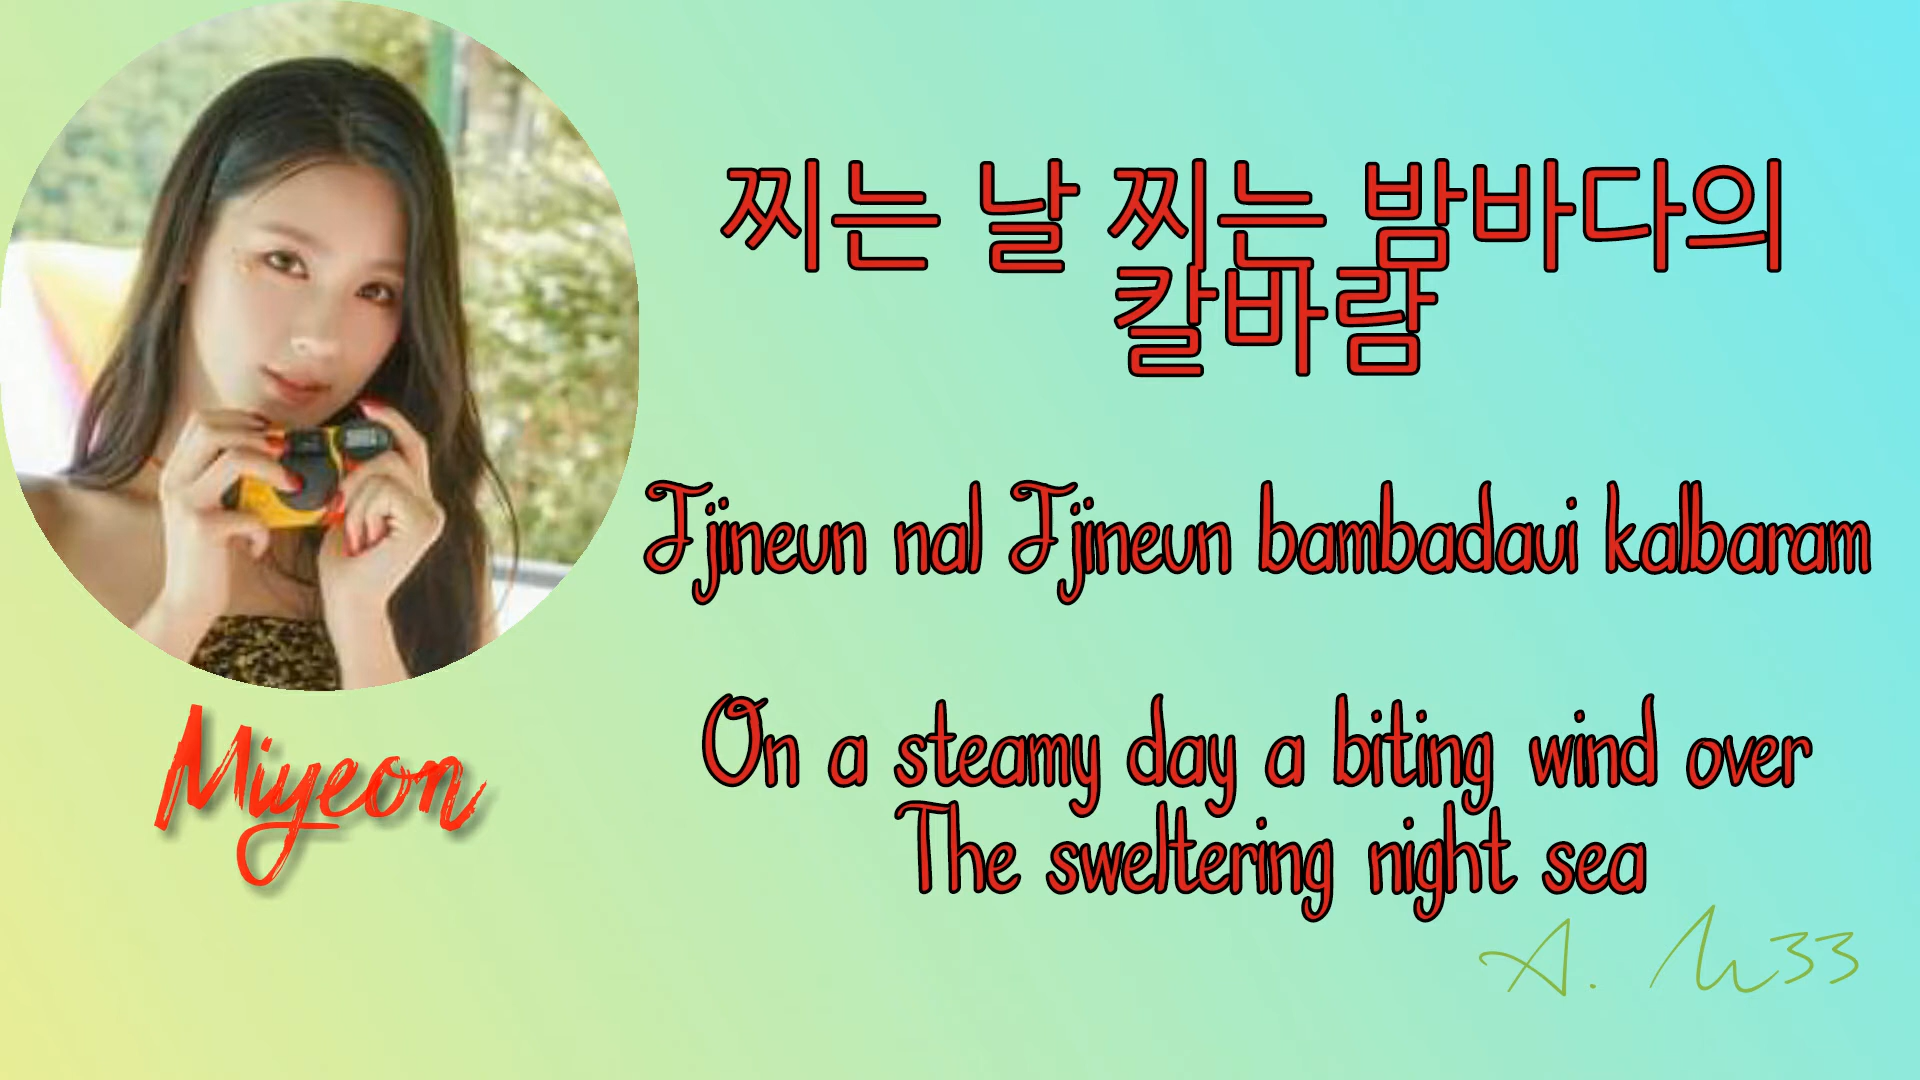 찌는 날 찌는 밤바다의
칼바람
Jjineun nal Jjineun bambadaui kalbaram
On a steamy day a biting wind over
The sweltering night sea
Miyeon